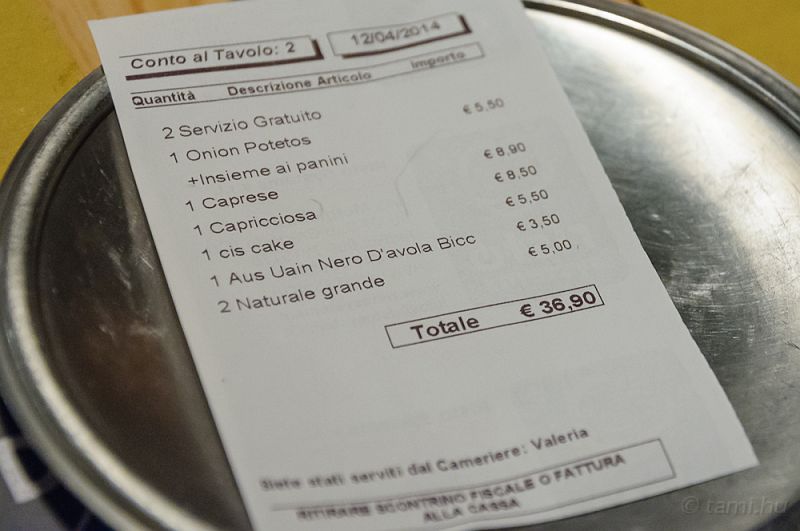 Conto al Tavolo: 2 12/04/2014
Quantità Descrizione Articolo importo
2 Servizio Gratuito
1 Onion Potetos € 5,50
+Insieme ai panini
1 Caprese € 8,90
1 Capricciosa € 8,50
1 cis cake € 5,50
1 Aus Uain Nero D'avola Bicc € 3,50
2 Naturale grande € 5,00
Totale € 36,90
Siete stati serviti dal Cameriere: Valeria
RITIRARE SCONTRINO FISCALE O FATTURA
ALLA CASSA
© tami.hu